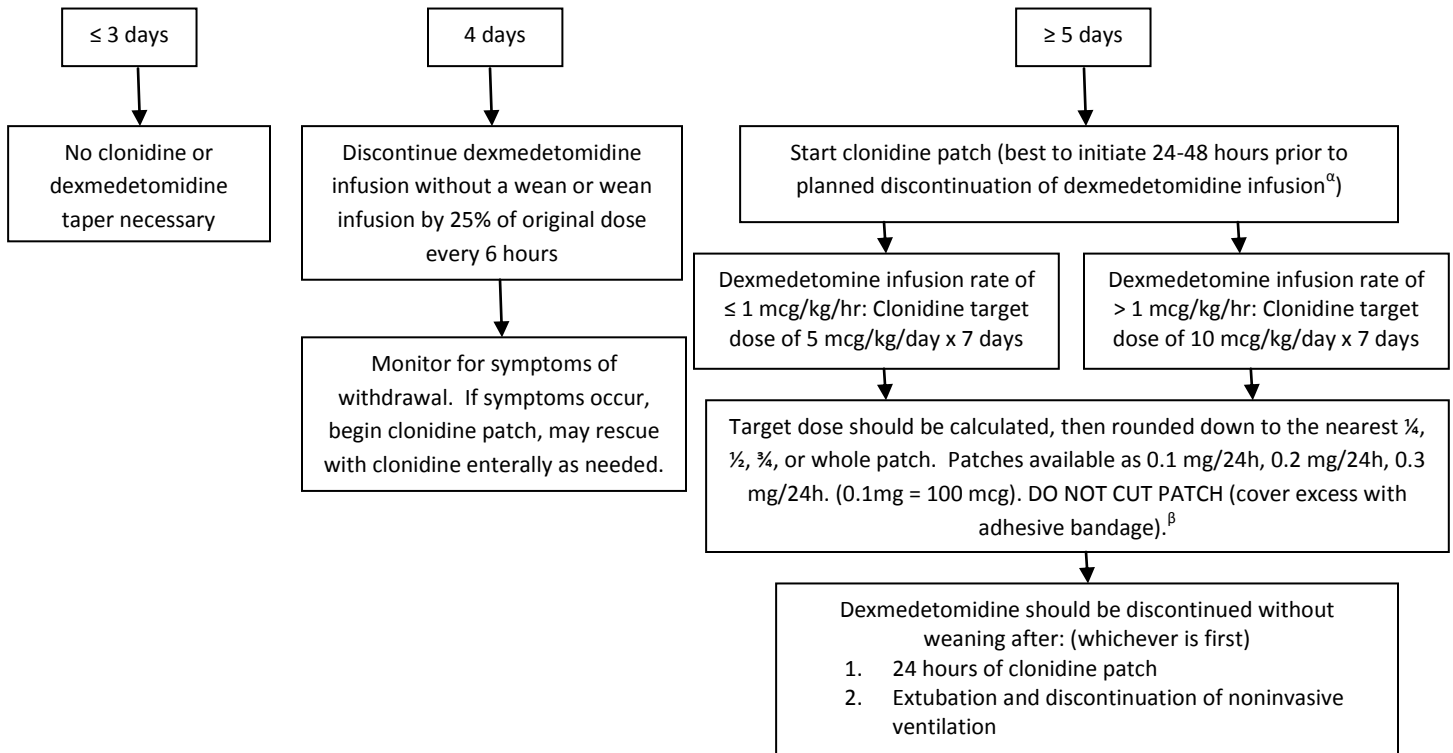 ≤ 3 days
No clonidine or
dexmedetomidine
taper necessary
4 days
Discontinue dexmedetomidine
infusion without a wean or wean
infusion by 25% of original dose
every 6 hours
Monitor for symptoms of
withdrawal. If symptoms occur,
begin clonidine patch, may rescue
with clonidine enterally as needed.
≥ 5 days
Start clonidine patch (best to initiate 24-48 hours prior to
planned discontinuation of dexmedetomidine infusionᵅ)
Dexmedetomine infusion rate of
≤ 1 mcg/kg/hr: Clonidine target
dose of 5 mcg/kg/day x 7 days
Dexmedetomine infusion rate of
> 1 mcg/kg/hr: Clonidine target
dose of 10 mcg/kg/day x 7 days
Target dose should be calculated, then rounded down to the nearest ¼,
½, ¾, or whole patch. Patches available as 0.1 mg/24h, 0.2 mg/24h, 0.3
mg/24h. (0.1mg = 100 mcg). DO NOT CUT PATCH (cover excess with
adhesive bandage).ᵝ
Dexmedetomidine should be discontinued without
weaning after: (whichever is first)
1. 24 hours of clonidine patch
2. Extubation and discontinuation of noninvasive
ventilation